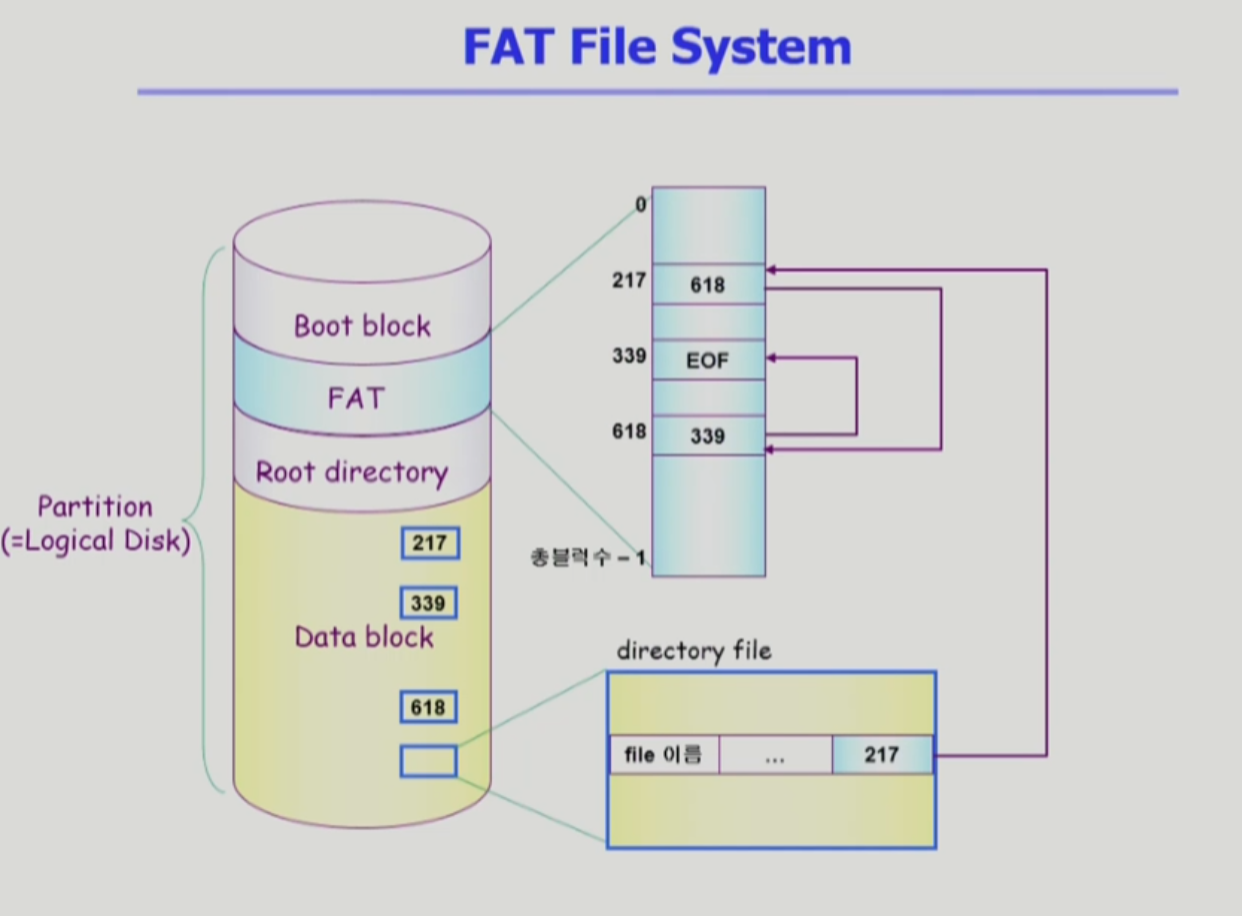 FAT File System
Boot block
FAT
Root directory
Partition
(=Logical Disk)
217
339
Data block
618
0
217
618
339
EOF
618
339
총블럭 수 – 1
directory file
file 이름
...
217